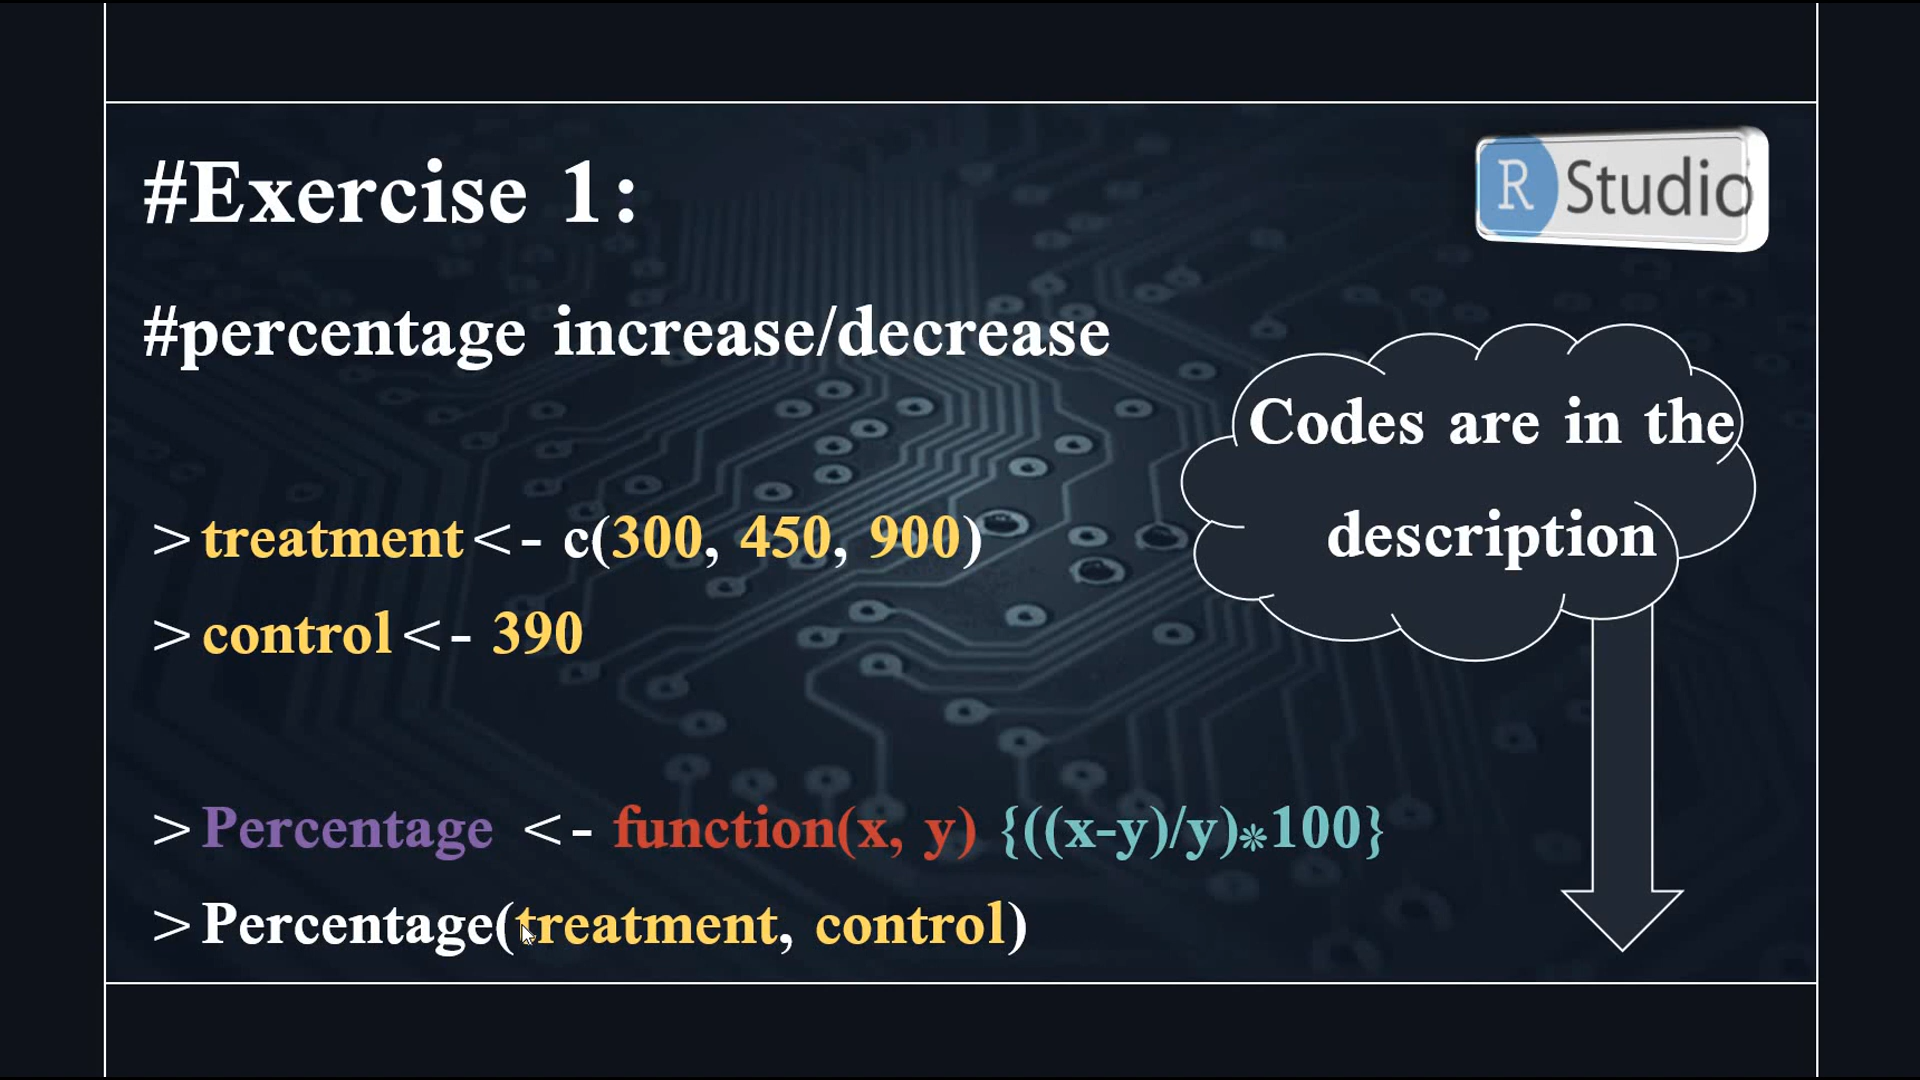 #Exercise 1:
R Studio
#percentage increase/decrease
Codes are in the
description
> treatment <- c(300, 450, 900)
> control <- 390
> Percentage <- function(x, y) {((x-y)/y)*100}
> Percentage(treatment, control)